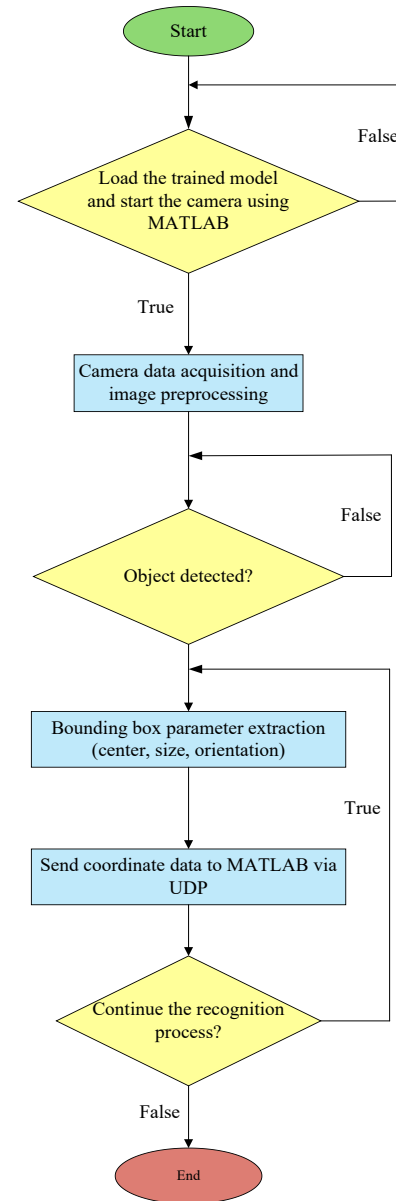 Start
False
Load the trained model
and start the camera using
MATLAB
True
Camera data acquisition and
image preprocessing
False
Object detected?
Bounding box parameter extraction
(center, size, orientation)
True
Send coordinate data to MATLAB via
UDP
Continue the recognition
process?
False
End